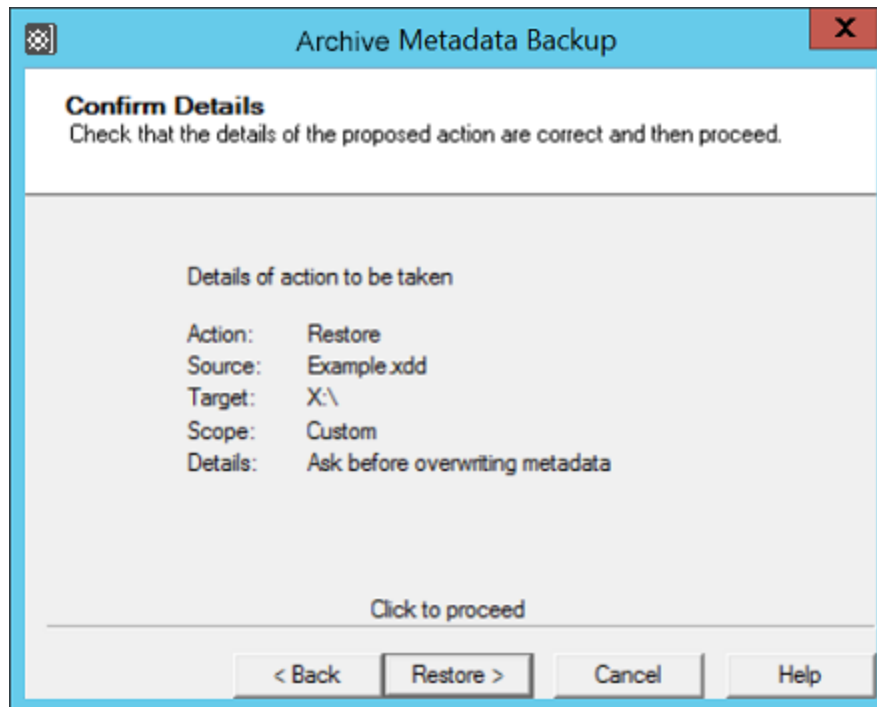 Archive Metadata Backup
X
Confirm Details
Check that the details of the proposed action are correct and then proceed.
Details of action to be taken
Action: Restore
Source: Example.xdd
Target: X:\
Scope: Custom
Details: Ask before overwriting metadata
Click to proceed
< Back Restore > Cancel Help